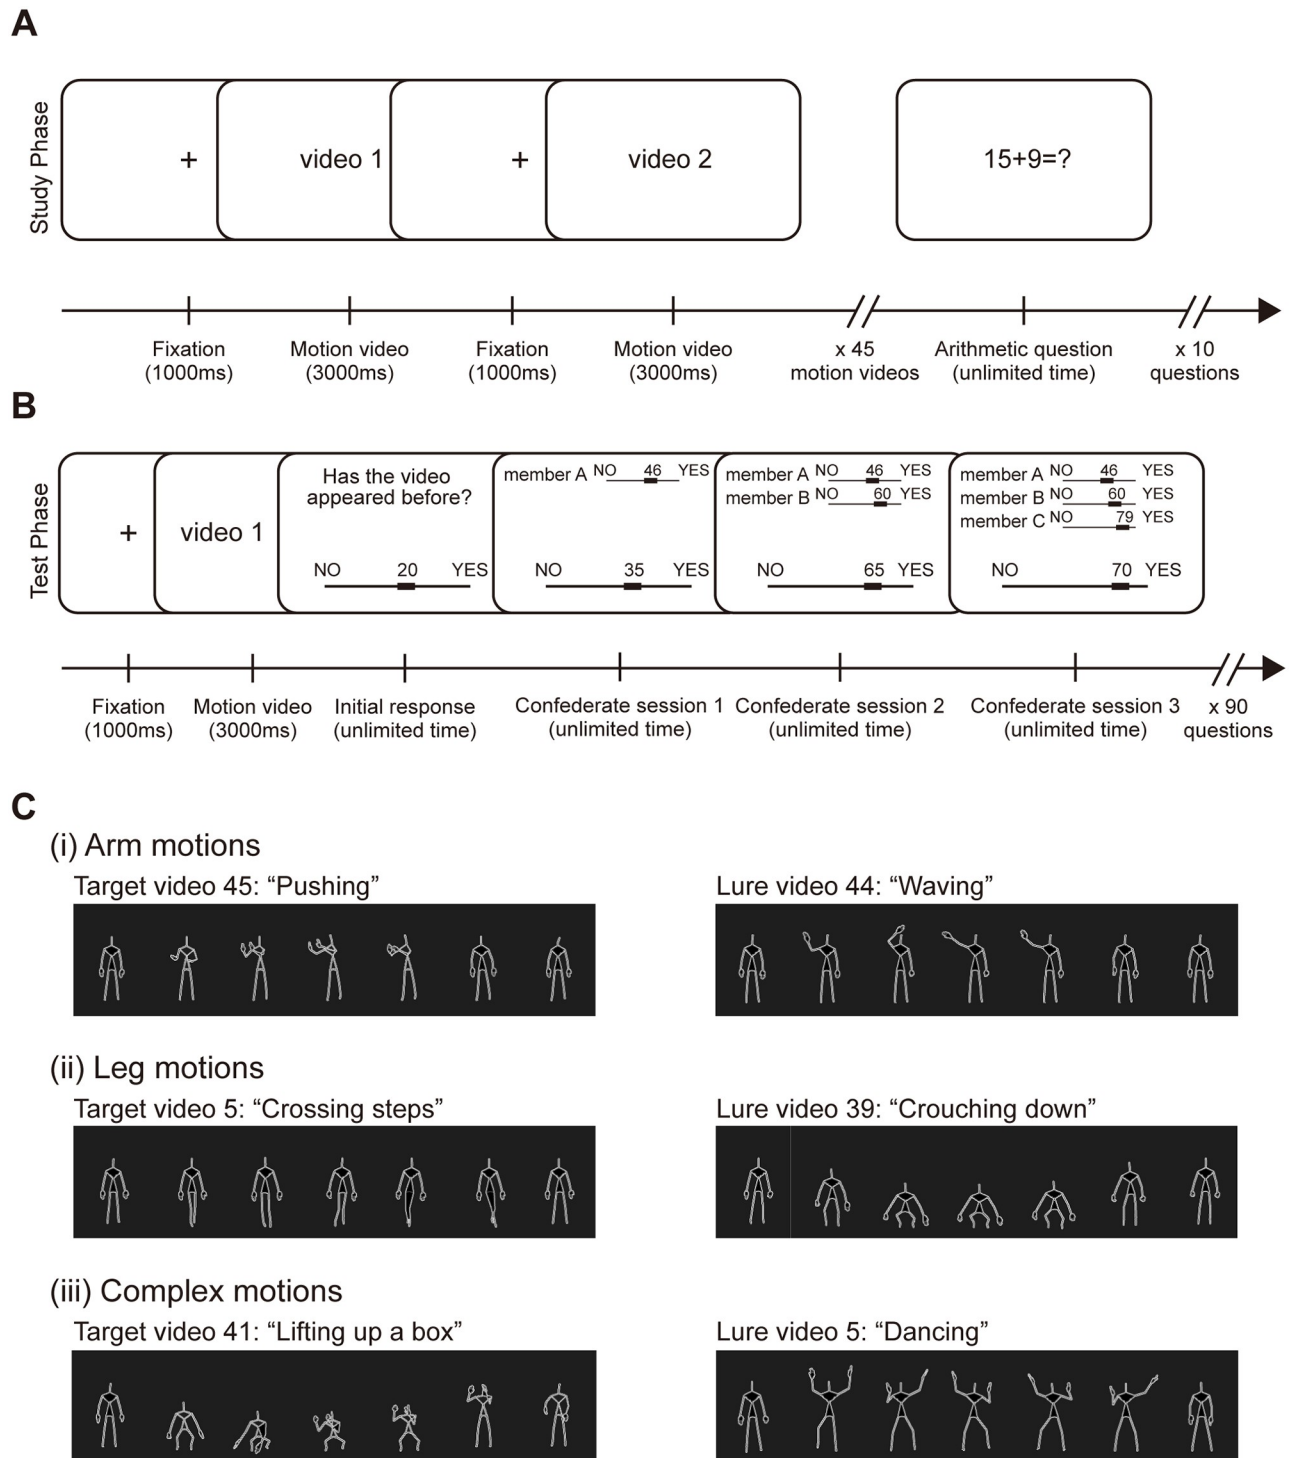 A
Study Phase
+
video 1
+
video 2
15+9=?
Fixation
(1000ms)
Motion video
(3000ms)
Fixation
(1000ms)
Motion video
(3000ms)
x 45
motion videos
Arithmetic question
(unlimited time)
x 10
questions
B
Test Phase
+
video 1
Has the video
appeared before?
NO 20 YES
member A NO 46 YES
NO 35 YES
member A NO 46 YES
member B NO 60 YES
NO 65 YES
member A NO 46 YES
member B NO 60 YES
member C NO 79 YES
NO 70 YES
Fixation
(1000ms)
Motion video
(3000ms)
Initial response
(unlimited time)
Confederate session 1
(unlimited time)
Confederate session 2
(unlimited time)
Confederate session 3
(unlimited time)
x 90
questions
C
(i) Arm motions
Target video 45: “Pushing”
Lure video 44: “Waving”
(ii) Leg motions
Target video 5: “Crossing steps”
Lure video 39: “Crouching down”
(iii) Complex motions
Target video 41: “Lifting up a box”
Lure video 5: “Dancing”